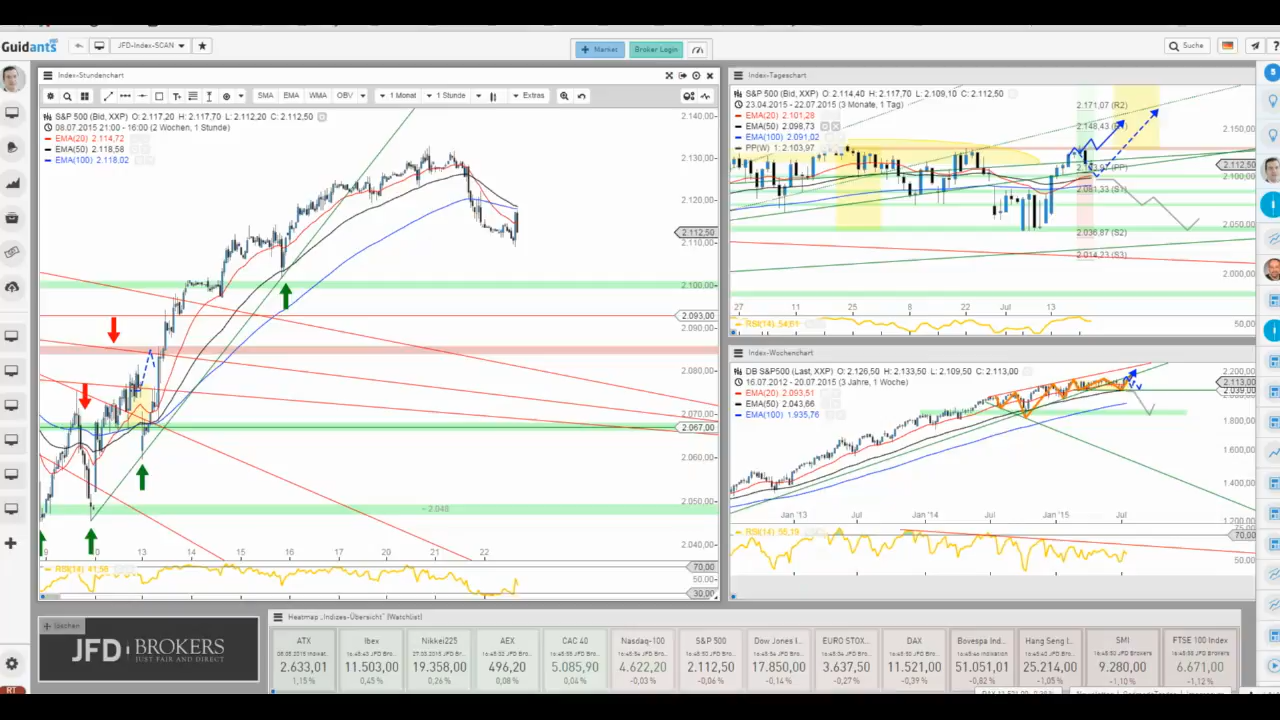 Guidants
JFD-Index-SCAN
Market
Broker Login
Suche
Index-Stundenchart
SMA
EMA
WMA
OBV
1 Monat
1 Stunde
Extras
S&P 500 (Bid, XXP) O: 2.117,20 H: 2.117,70 L: 2.112,20 C: 2.112,50
08.07.2015 21:00 - 16:00 (2 Wochen, 1 Stunde)
EMA(20) 2.114,72
EMA(50) 2.118,58
EMA(100) 2.118,02
2.140,00
2.130,00
2.120,00
2.112,50
2.110,00
2.100,00
2.093,00
2.090,00
2.080,00
2.070,00
2.067,00
2.060,00
2.050,00
2.048
2.040,00
13
14
15
16
17
20
21
22
RSI(14) 41,58
70,00
50,00
30,00
Index-Tageschart
S&P 500 (Bid, XXP) O: 2.114,40 H: 2.117,70 L: 2.109,10 C: 2.112,50
23.04.2015 - 22.07.2015 (3 Monate, 1 Tag)
EMA(20) 2.101,28
EMA(50) 2.098,73
EMA(100) 2.091,02
PP(W) 1: 2.103,97
2.171,07 (R2)
2.081,33 (S1)
2.036,87 (S2)
2.014,23 (S3)
2.150,00
2.112,50
2.100,00
2.050,00
2.000,00
27
11
25
8
22
Jul
13
RSI(14) 54,61
50,00
Index-Wochenchart
DB S&P500 (Last, XXP) O: 2.126,50 H: 2.133,50 L: 2.109,50 C: 2.113,00
16.07.2012 - 20.07.2015 (3 Jahre, 1 Woche)
EMA(20) 2.093,51
EMA(50) 2.043,66
EMA(100) 1.935,76
2.200,00
2.113,00
2.039,00
1.800,00
1.600,00
1.400,00
1.200,00
Jan '13
Jul
Jan '14
Jul
Jan '15
Jul
RSI(14) 55,19
70,00
50,00
JFD BROKERS
JUST FAIR AND DIRECT
Heatmap „Indizes-Übersicht" (Watchlist)
ATX
2.633,01
1,15 %
Ibex
11.503,00
0,45 %
Nikkei225
19.358,00
0,26 %
AEX
496,20
0,08 %
CAC 40
5.085,90
0,04 %
Nasdaq-100
4.622,20
-0,03 %
S&P 500
2.112,50
-0,06 %
Dow Jones I...
17.850,00
-0,14 %
EURO STOX...
3.637,50
-0,27 %
DAX
11.521,00
-0,39 %
Bovespa Indi...
51.051,01
-0,82 %
Hang Seng I...
25.214,00
-1,05 %
SMI
9.280,00
-1,10 %
FTSE 100 Index
6.671,00
-1,12 %
RT